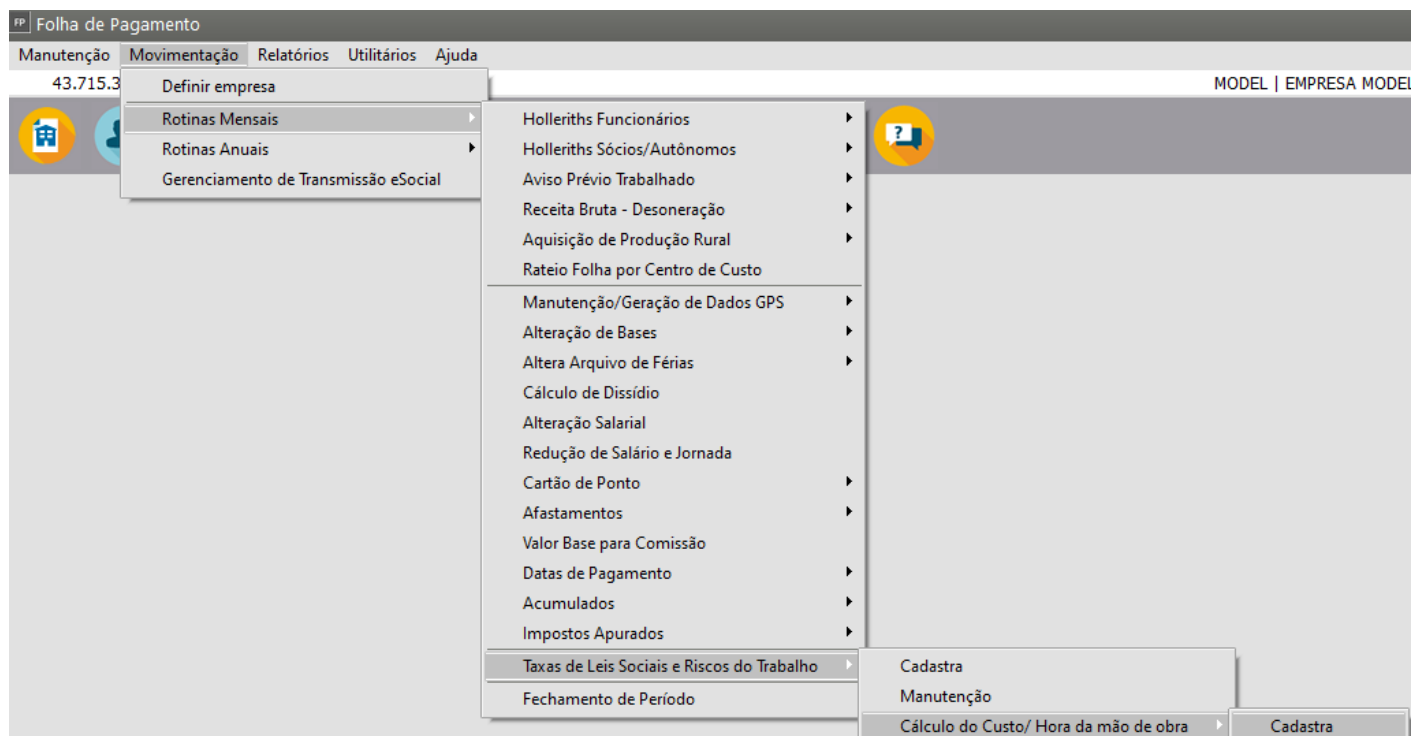 FP Folha de Pagamento
Manutenção Movimentação Relatórios Utilitários Ajuda
43.715.3 MODEL | EMPRESA MODEL
Definir empresa
Rotinas Mensais
Rotinas Anuais
Gerenciamento de Transmissão eSocial
Holleriths Funcionários
Holleriths Sócios/Autônomos
Aviso Prévio Trabalhado
Receita Bruta - Desoneração
Aquisição de Produção Rural
Rateio Folha por Centro de Custo
Manutenção/Geração de Dados GPS
Alteração de Bases
Altera Arquivo de Férias
Cálculo de Dissídio
Alteração Salarial
Redução de Salário e Jornada
Cartão de Ponto
Afastamentos
Valor Base para Comissão
Datas de Pagamento
Acumulados
Impostos Apurados
Taxas de Leis Sociais e Riscos do Trabalho
Fechamento de Período
Cadastra
Manutenção
Cálculo do Custo/ Hora da mão de obra
Cadastra
?